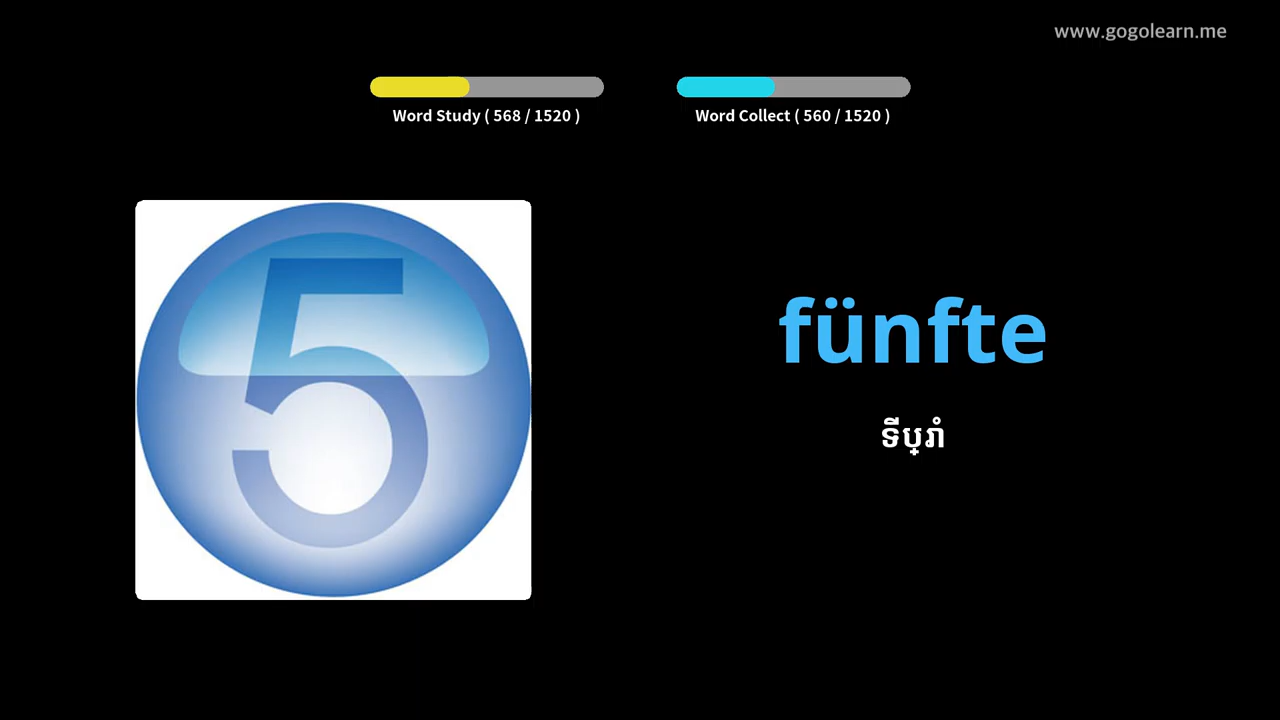 www.gogolearn.me
Word Study ( 568 / 1520 )
Word Collect ( 560 / 1520 )
5
fünfte
ទីប្រាំ